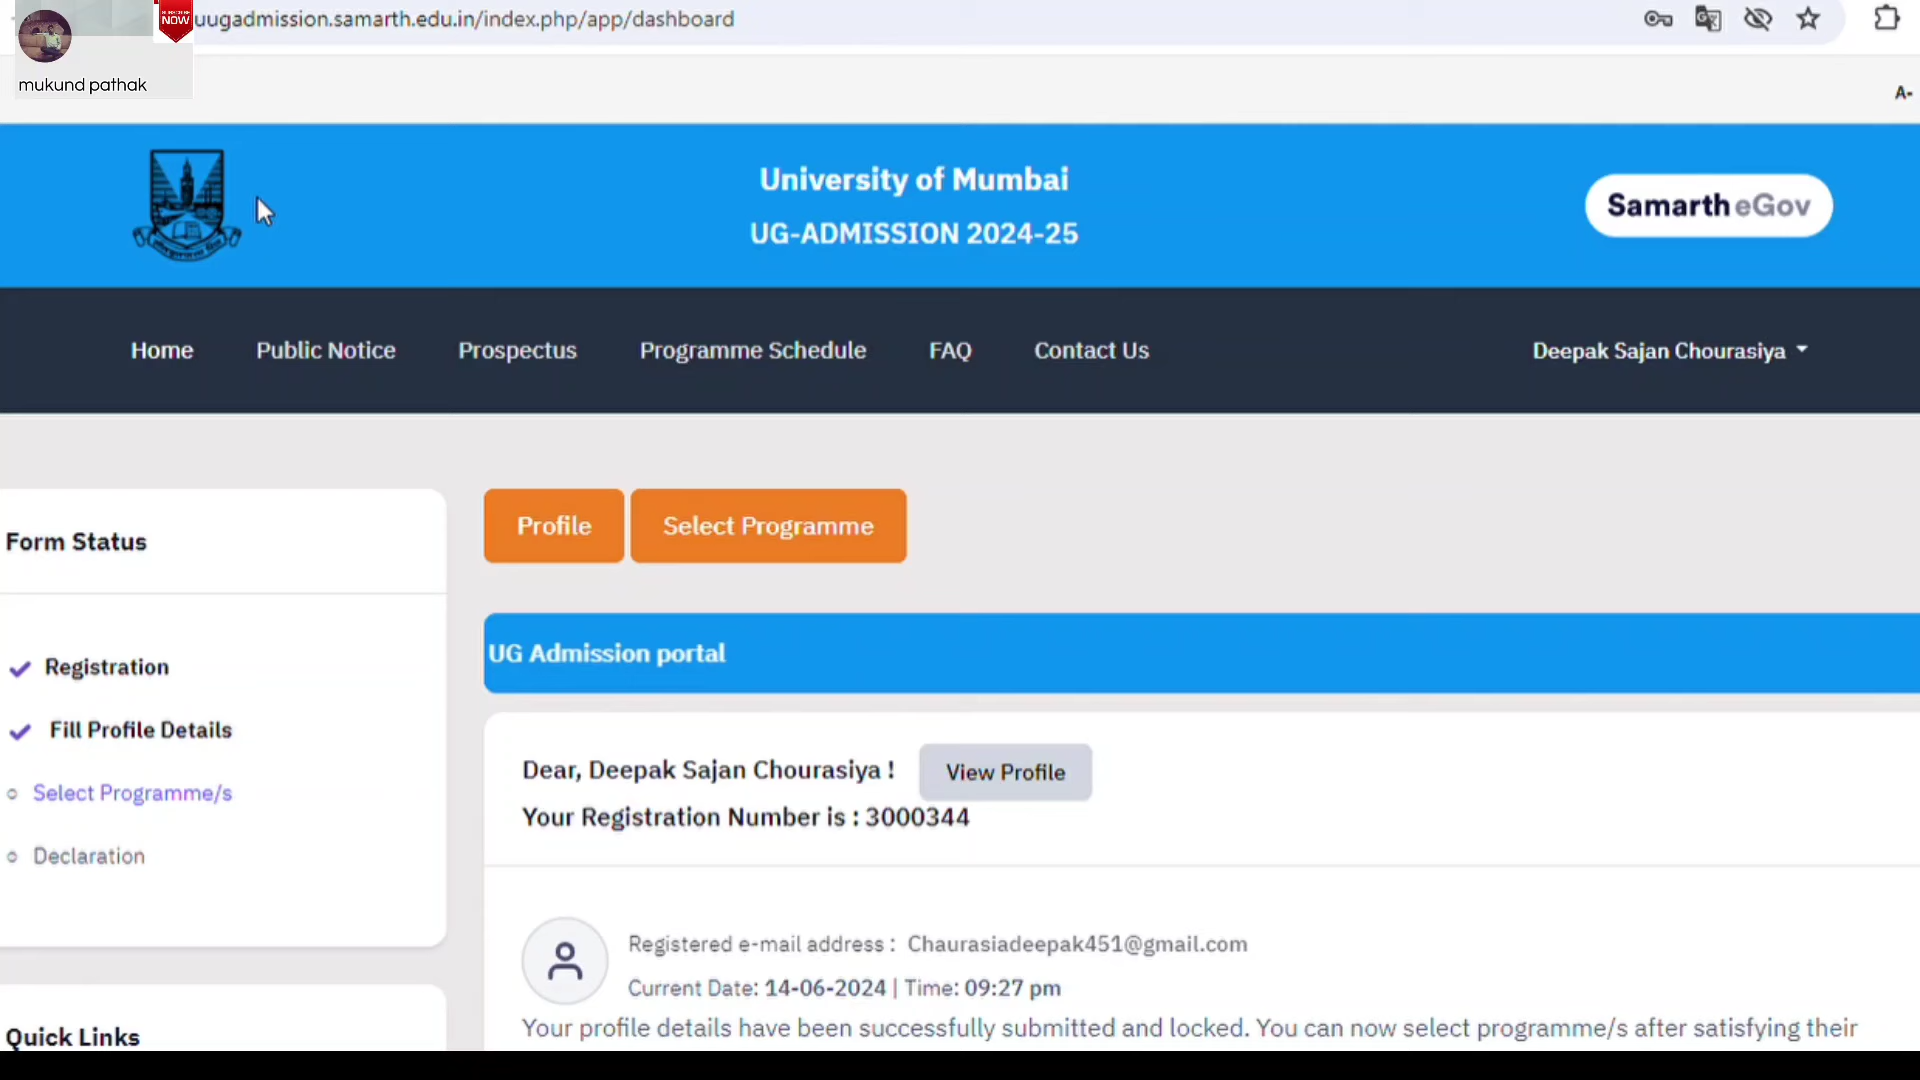 uugadmission.samarth.edu.in/index.php/app/dashboard
SUBSCRIBE
NOW
mukund pathak
A-
University of Mumbai
UG-ADMISSION 2024-25
Samarth eGov
Home Public Notice Prospectus Programme Schedule FAQ Contact Us Deepak Sajan Chourasiya
Profile Select Programme
Form Status
Registration
Fill Profile Details
Select Programme/s
Declaration
Quick Links
UG Admission portal
Dear, Deepak Sajan Chourasiya ! View Profile
Your Registration Number is : 3000344
Registered e-mail address : Chaurasiadeepak451@gmail.com
Current Date: 14-06-2024 | Time: 09:27 pm
Your profile details have been successfully submitted and locked. You can now select programme/s after satisfying their